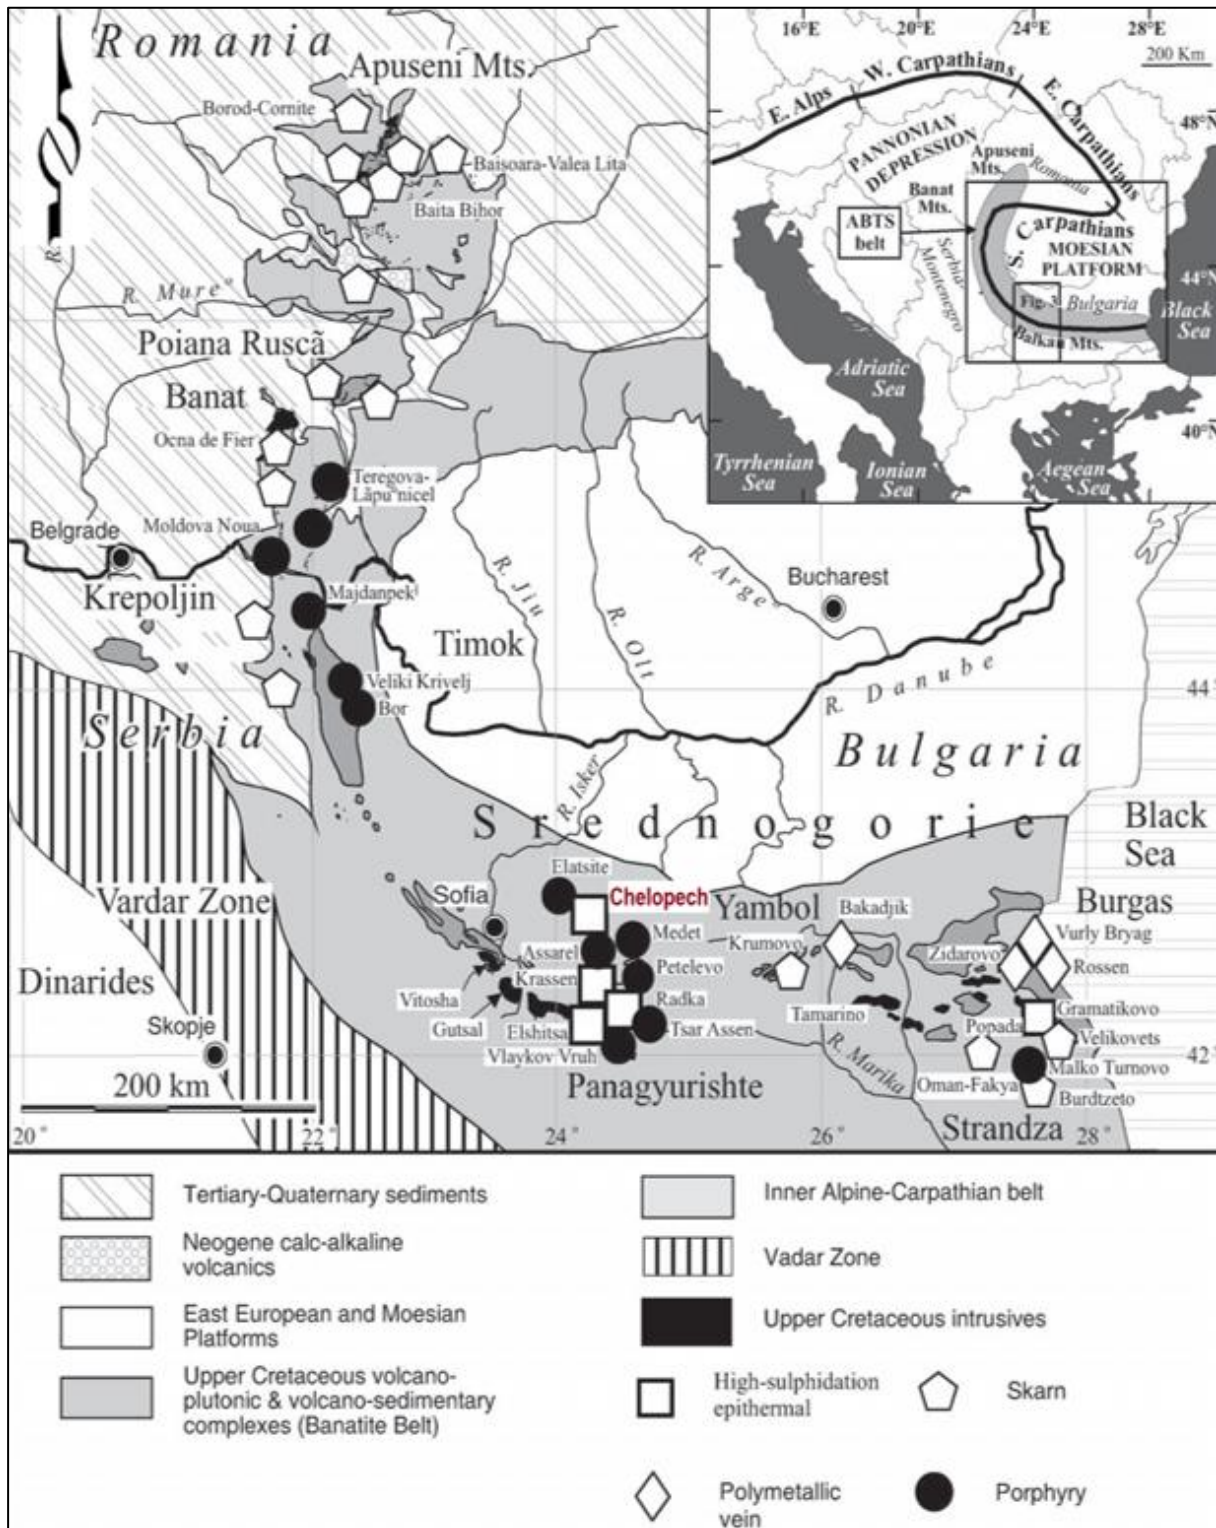 Romania
Apuseni Mts.
Borod-Cornite
Baisoara-Valea Lita
Baita Bihor
R.
R. Mure°
Poiana Ruscã
Banat
Ocna de Fier
Teregova-
Lãpu nicel
Moldova Noua
Belgrade
Krepoljin
Majdanpek
Timok
Veliki Krivelj
Bor
Serbia
R. Jiu
R. Olt
R. Arge°
Bucharest
R. Danube
44°
Bulgaria
R. Isker
Srednogorie
Black
Sea
Vardar Zone
Dinarides
Skopje
200 km
Sofia
Elatsite
Chelopech
Medet
Assarel
Krassen
Petelevo
Radka
Vitosha
Gutsal
Elshitsa
Tsar Assen
Vlaykov Vruh
Panagyurishte
Yambol
Bakadjik
Krumovo
Tamarino
R. Marika
Burgas
Vurly Bryag
Zidarovo
Rossen
Gramatikovo
Popada
Velikovets
42°
Malko Turnovo
Oman-Fakya
Burdtzeto
Strandza
20°
22°
24°
26°
28°
16°E
20°E
24°E
28°E
200 Km
W. Carpathians
E. Alps
E. Carpathians
48°N
PANNONIAN
DEPRESSION
Apuseni
Mts.
Romania
Banat
Mts.
ABTS
belt
S. Carpathians
MOESIAN
PLATFORM
Serbia-
Montenegro
44°N
Fig. 3
Bulgaria
Black
Sea
Balkan Mts.
Adriatic
Sea
40°N
Tyrrhenian
Sea
Ionian
Sea
Aegean
Sea
Tertiary-Quaternary sediments
Neogene calc-alkaline
volcanics
East European and Moesian
Platforms
Upper Cretaceous volcano-
plutonic & volcano-sedimentary
complexes (Banatite Belt)
Inner Alpine-Carpathian belt
Vadar Zone
Upper Cretaceous intrusives
High-sulphidation
epithermal
Skarn
Polymetallic
vein
Porphyry